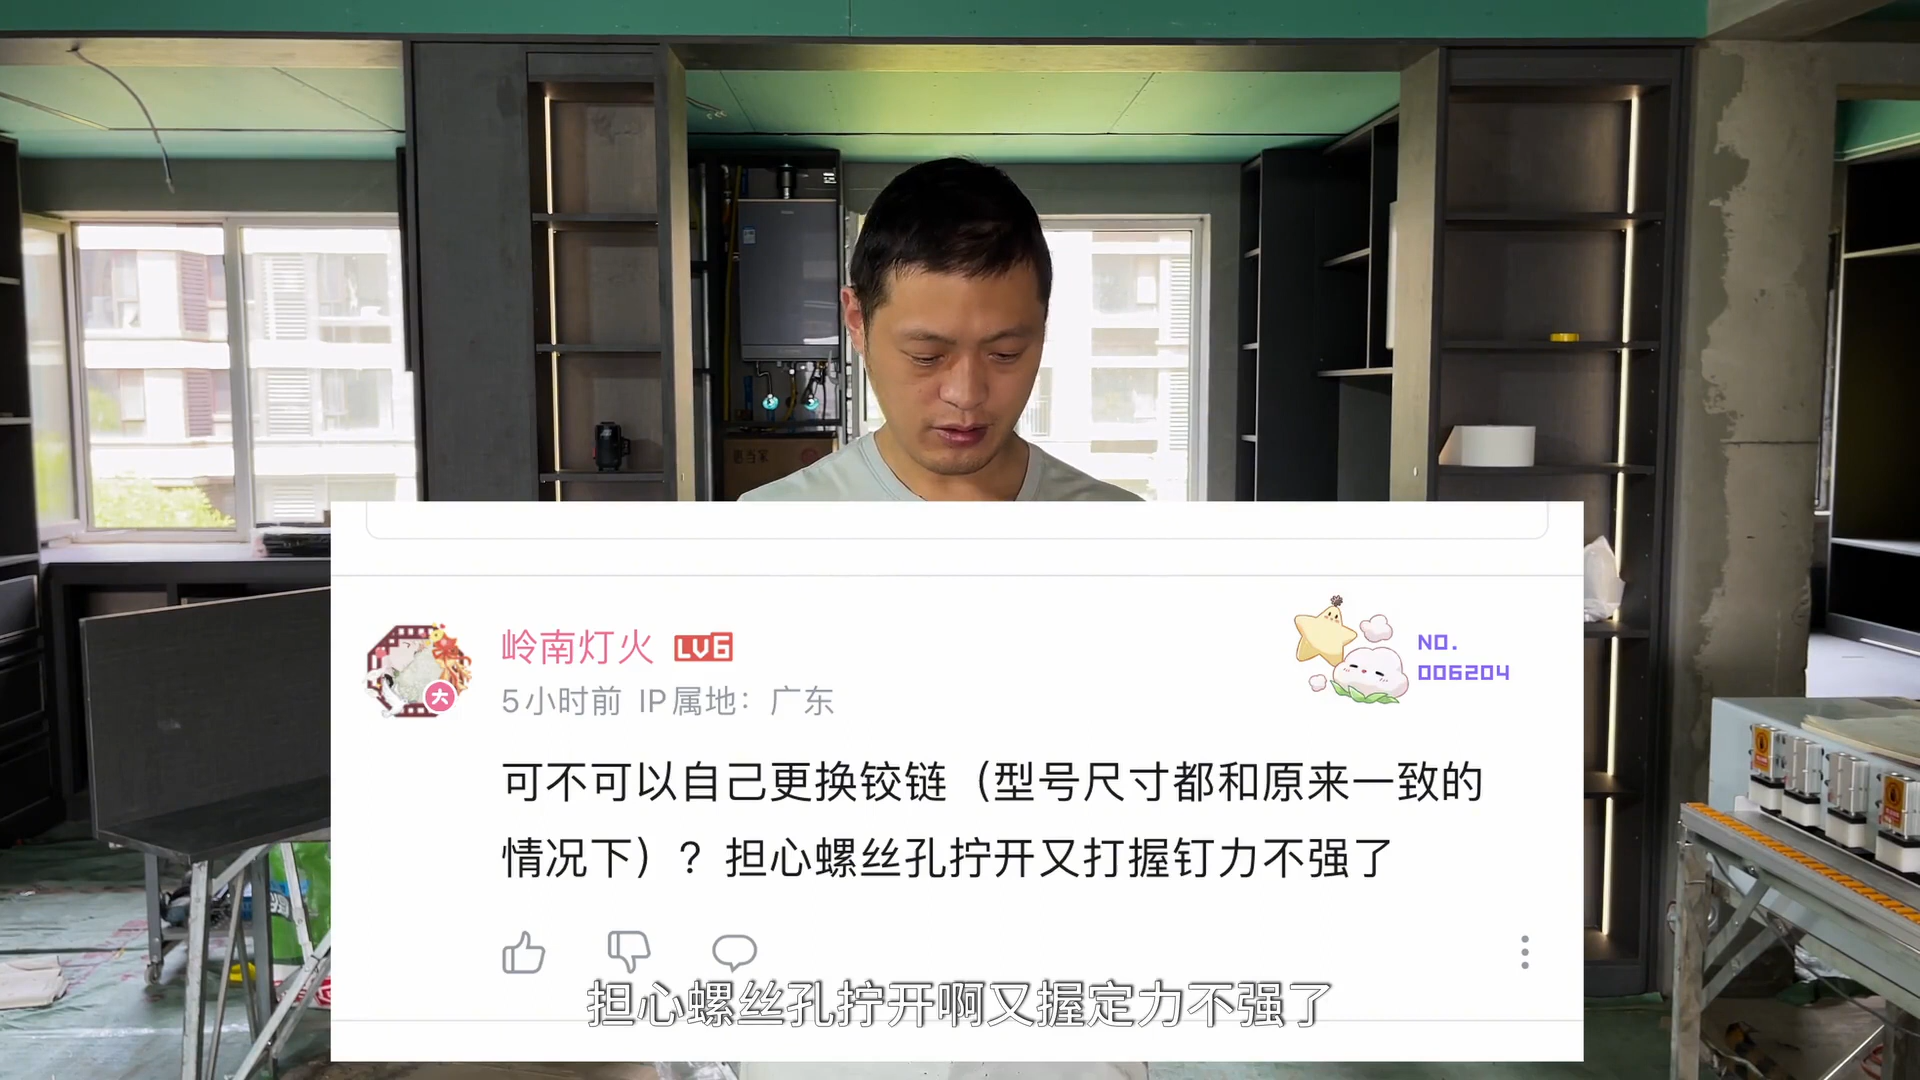 岭南灯火 LV6
NO.
006204
大
5小时前 IP属地：广东
可不可以自己更换铰链（型号尺寸都和原来一致的
情况下）？担心螺丝孔拧开又打握钉力不强了
担心螺丝孔拧开啊又握定力不强了